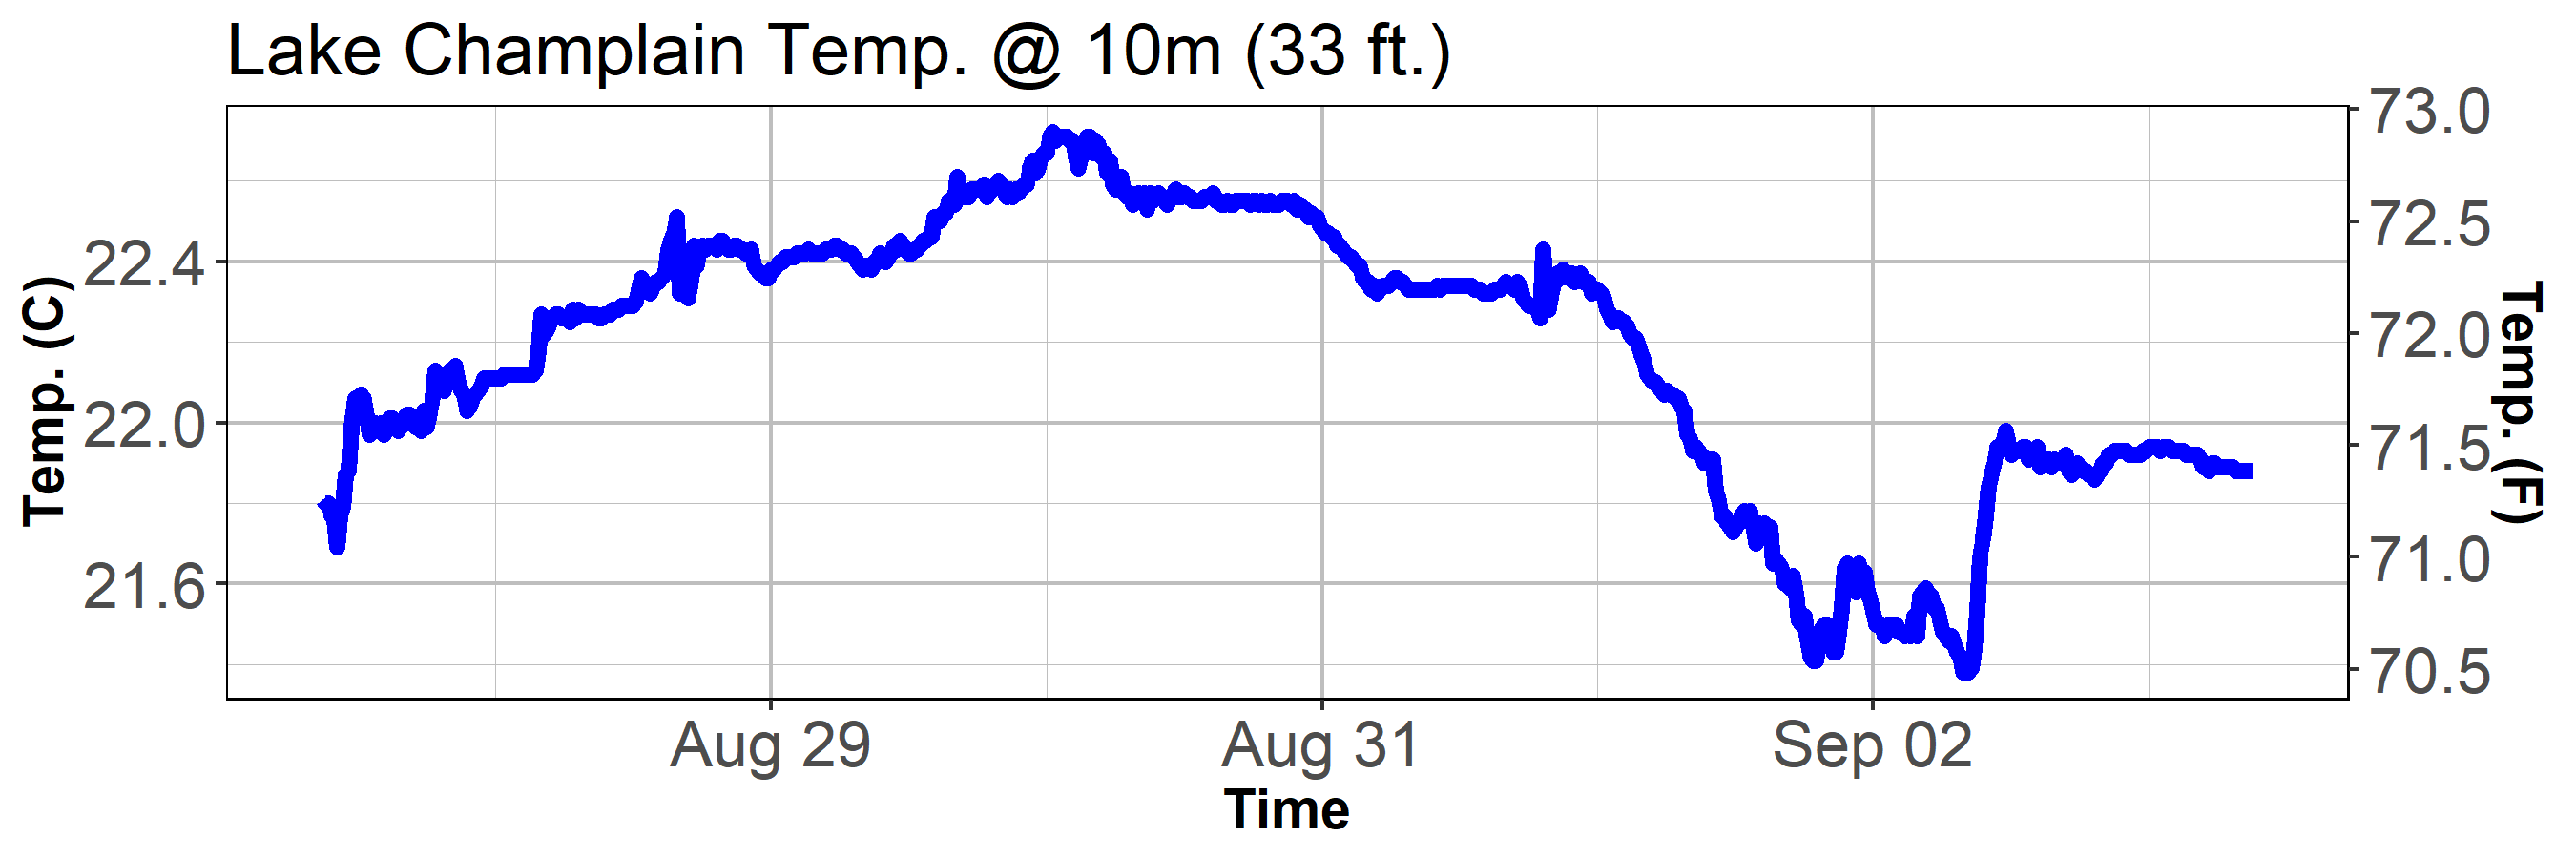 Lake Champlain Temp. @ 10m (33 ft.)
Temp. (C)
22.4
22.0
21.6
73.0
72.5
72.0
71.5
71.0
70.5
Temp. (F)
Aug 29
Aug 31
Sep 02
Time